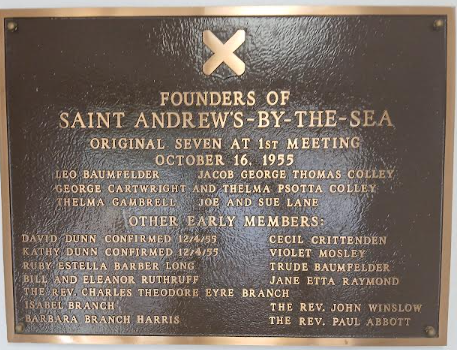 FOUNDERS OF
SAINT ANDREW'S-BY-THE-SEA
ORIGINAL SEVEN AT 1ST MEETING
OCTOBER 16, 1955
LEO BAUMFELDER JACOB GEORGE THOMAS COLLEY
GEORGE CARTWRIGHT AND THELMA PSOTTA COLLEY
THELMA GAMBRELL JOE AND SUE LANE
OTHER EARLY MEMBERS:
DAVID DUNN CONFIRMED 12/4/55 CECIL CRITTENDEN
KATHY DUNN CONFIRMED 12/4/55 VIOLET MOSLEY
RUBY ESTELLA BARBER LONG TRUDE BAUMFELDER
BILL AND ELEANOR RUTHRUFF JANE ETTA RAYMOND
THE REV. CHARLES THEODORE EYRE BRANCH
ISABEL BRANCH THE REV. JOHN WINSLOW
BARBARA BRANCH HARRIS THE REV. PAUL ABBOTT